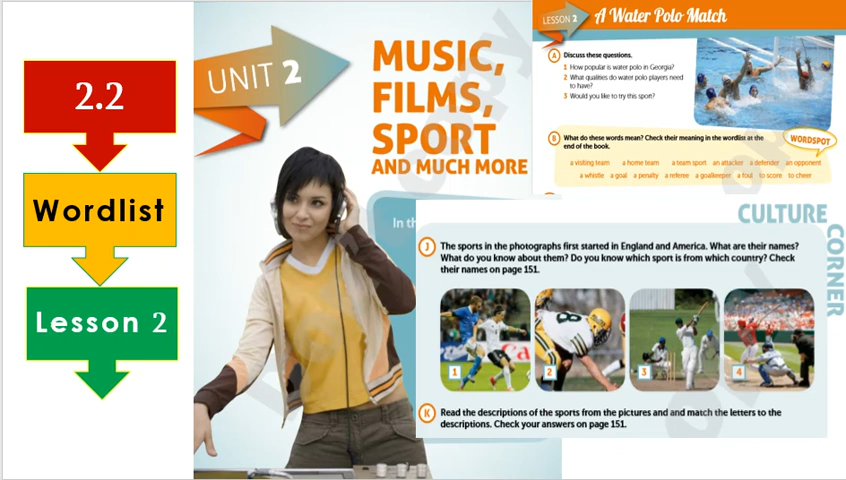 2.2
Wordlist
Lesson 2
UNIT 2
MUSIC,
FILMS,
SPORT
AND MUCH MORE
In th
LESSON 2
A Water Polo Match
A Discuss these questions.
1 How popular is water polo in Georgia?
2 What qualities do water polo players need
to have?
3 Would you like to try this sport?
B What do these words mean? Check their meaning in the wordlist at the
end of the book.
WORDSPOT
a visiting team a home team a team sport an attacker a defender an opponent
a whistle a goal a penalty a referee a goalkeeper a foul to score to cheer
CULTURE
CORNER
J The sports in the photographs first started in England and America. What are their names?
What do you know about them? Do you know which sport is from which country? Check
their names on page 151.
1
2
3
4
K Read the descriptions of the sports from the pictures and and match the letters to the
descriptions. Check your answers on page 151.